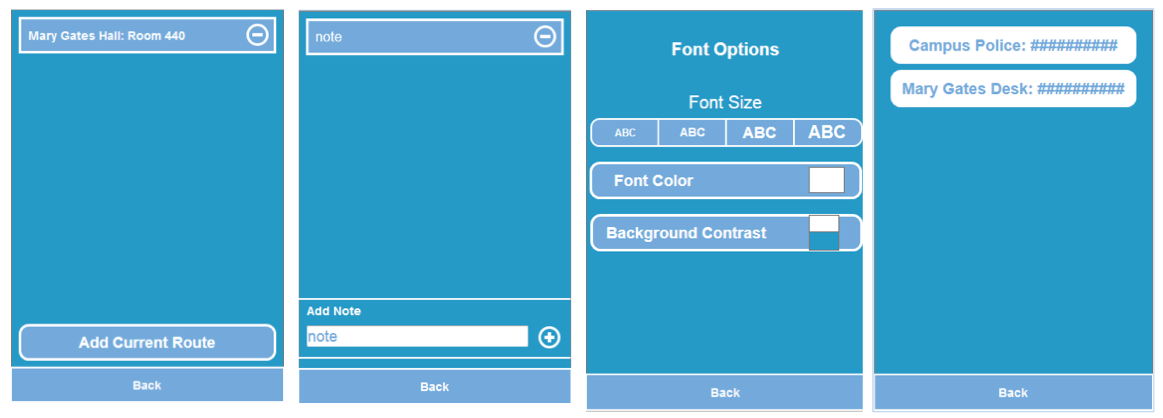 Mary Gates Hall: Room 440
Add Current Route
Back
note
Add Note
note
Back
Font Options
Font Size
ABC ABC ABC ABC
Font Color
Background Contrast
Back
Campus Police: ##########
Mary Gates Desk: ##########
Back